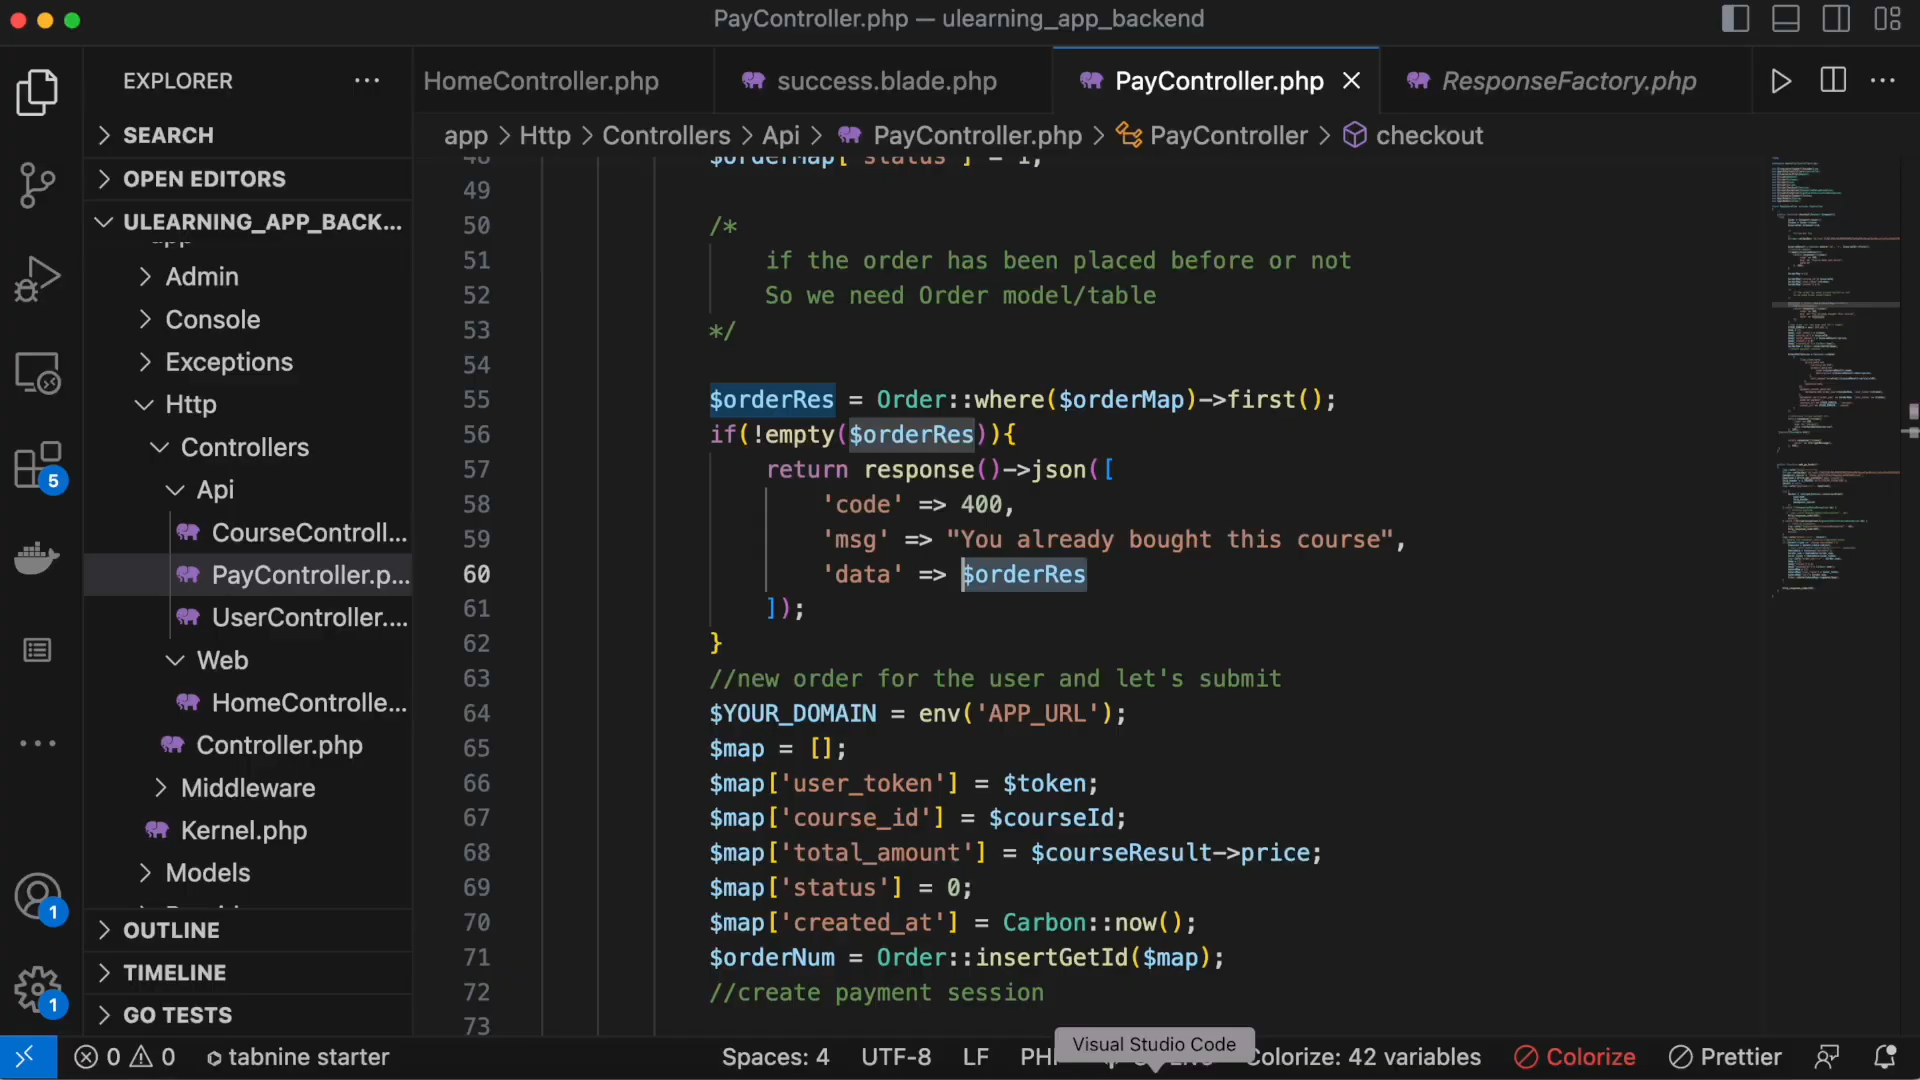 PayController.php — ulearning_app_backend
EXPLORER
HomeController.php
success.blade.php
PayController.php
ResponseFactory.php
SEARCH
OPEN EDITORS
ULEARNING_APP_BACK...
app
Admin
Console
Exceptions
Http
Controllers
Api
CourseControll...
PayController.p...
UserController....
Web
HomeControlle...
Controller.php
Middleware
Kernel.php
Models
OUTLINE
TIMELINE
GO TESTS
5
1
1
app > Http > Controllers > Api > PayController.php > PayController > checkout
48 $orderMap['status'] = 1;
49
50 /*
51 if the order has been placed before or not
52 So we need Order model/table
53 */
54
55 $orderRes = Order::where($orderMap)->first();
56 if(!empty($orderRes)){
57 return response()->json([
58 'code' => 400,
59 'msg' => "You already bought this course",
60 'data' => $orderRes
61 ]);
62 }
63 //new order for the user and let's submit
64 $YOUR_DOMAIN = env('APP_URL');
65 $map = [];
66 $map['user_token'] = $token;
67 $map['course_id'] = $courseId;
68 $map['total_amount'] = $courseResult->price;
69 $map['status'] = 0;
70 $map['created_at'] = Carbon::now();
71 $orderNum = Order::insertGetId($map);
72 //create payment session
73
Visual Studio Code
0 0 tabnine starter Spaces: 4 UTF-8 LF Colorize: 42 variables Colorize Prettier